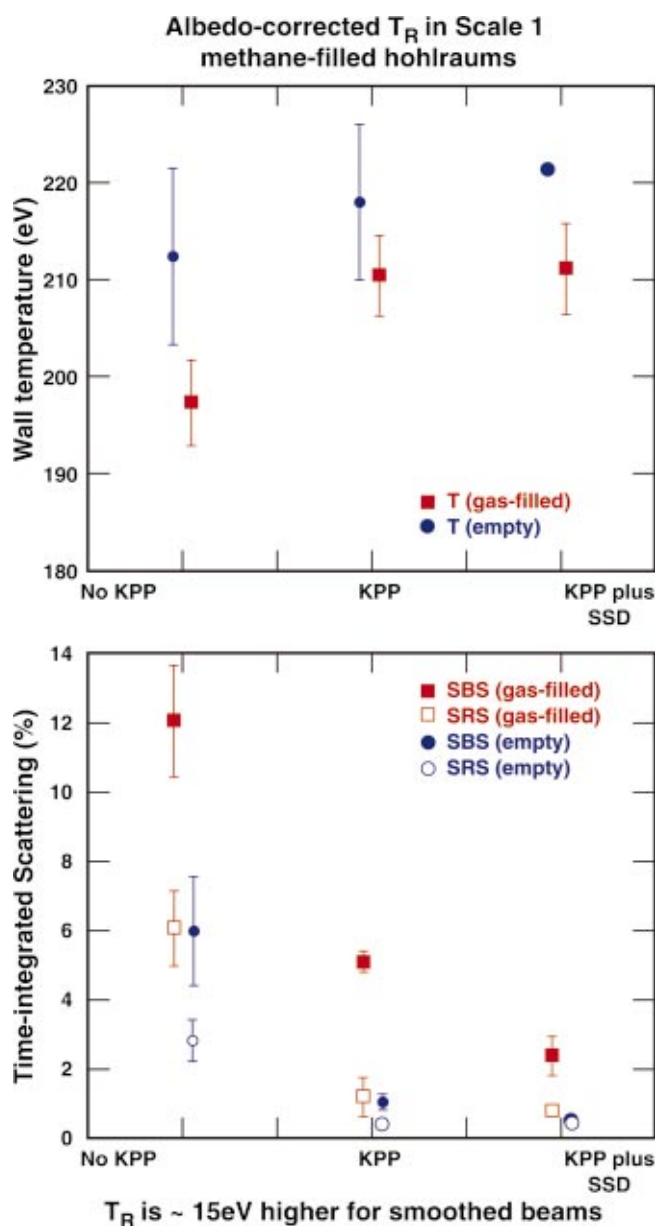 Albedo-corrected TR in Scale 1
methane-filled hohlraums
230
220
210
200
190
180
Wall temperature (eV)
T (gas-filled)
T (empty)
No KPP
KPP
KPP plus
SSD
14
12
10
8
6
4
2
0
Time-integrated Scattering (%)
SBS (gas-filled)
SRS (gas-filled)
SBS (empty)
SRS (empty)
No KPP
KPP
KPP plus
SSD
TR is ~ 15eV higher for smoothed beams